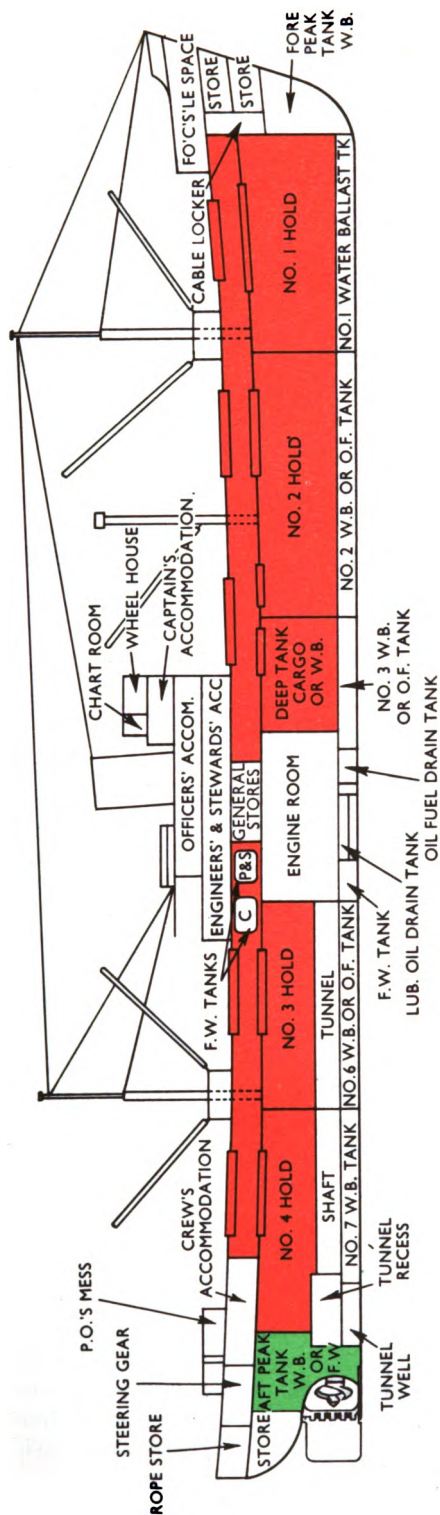 FO'C'S'LE SPACE
STORE
STORE
FORE
PEAK
TANK
W.B.
CABLE LOCKER
NO. 1 HOLD
NO.1 WATER BALLAST TK
NO. 2 HOLD
NO. 2 W.B. OR O.F. TANK
CHART ROOM
WHEEL HOUSE
CAPTAIN'S
ACCOMMODATION.
OFFICERS' ACCOM.
ENGINEERS' & STEWARDS' ACC
GENERAL
STORES
P&S
C
F.W. TANKS
DEEP TANK
CARGO
OR W.B.
NO. 3 W.B.
OR O.F. TANK
ENGINE ROOM
OIL FUEL DRAIN TANK
LUB. OIL DRAIN TANK
F.W. TANK
NO. 3 HOLD
TUNNEL
NO.6 W.B.OR O.F. TANK
NO. 4 HOLD
SHAFT
NO. 7 W.B. TANK
CREW'S
ACCOMMODATION
P.O.'S MESS
STEERING GEAR
ROPE STORE
STORE
AFT PEAK
TANK
W.B.
OR
F.W
TUNNEL
RECESS
TUNNEL
WELL